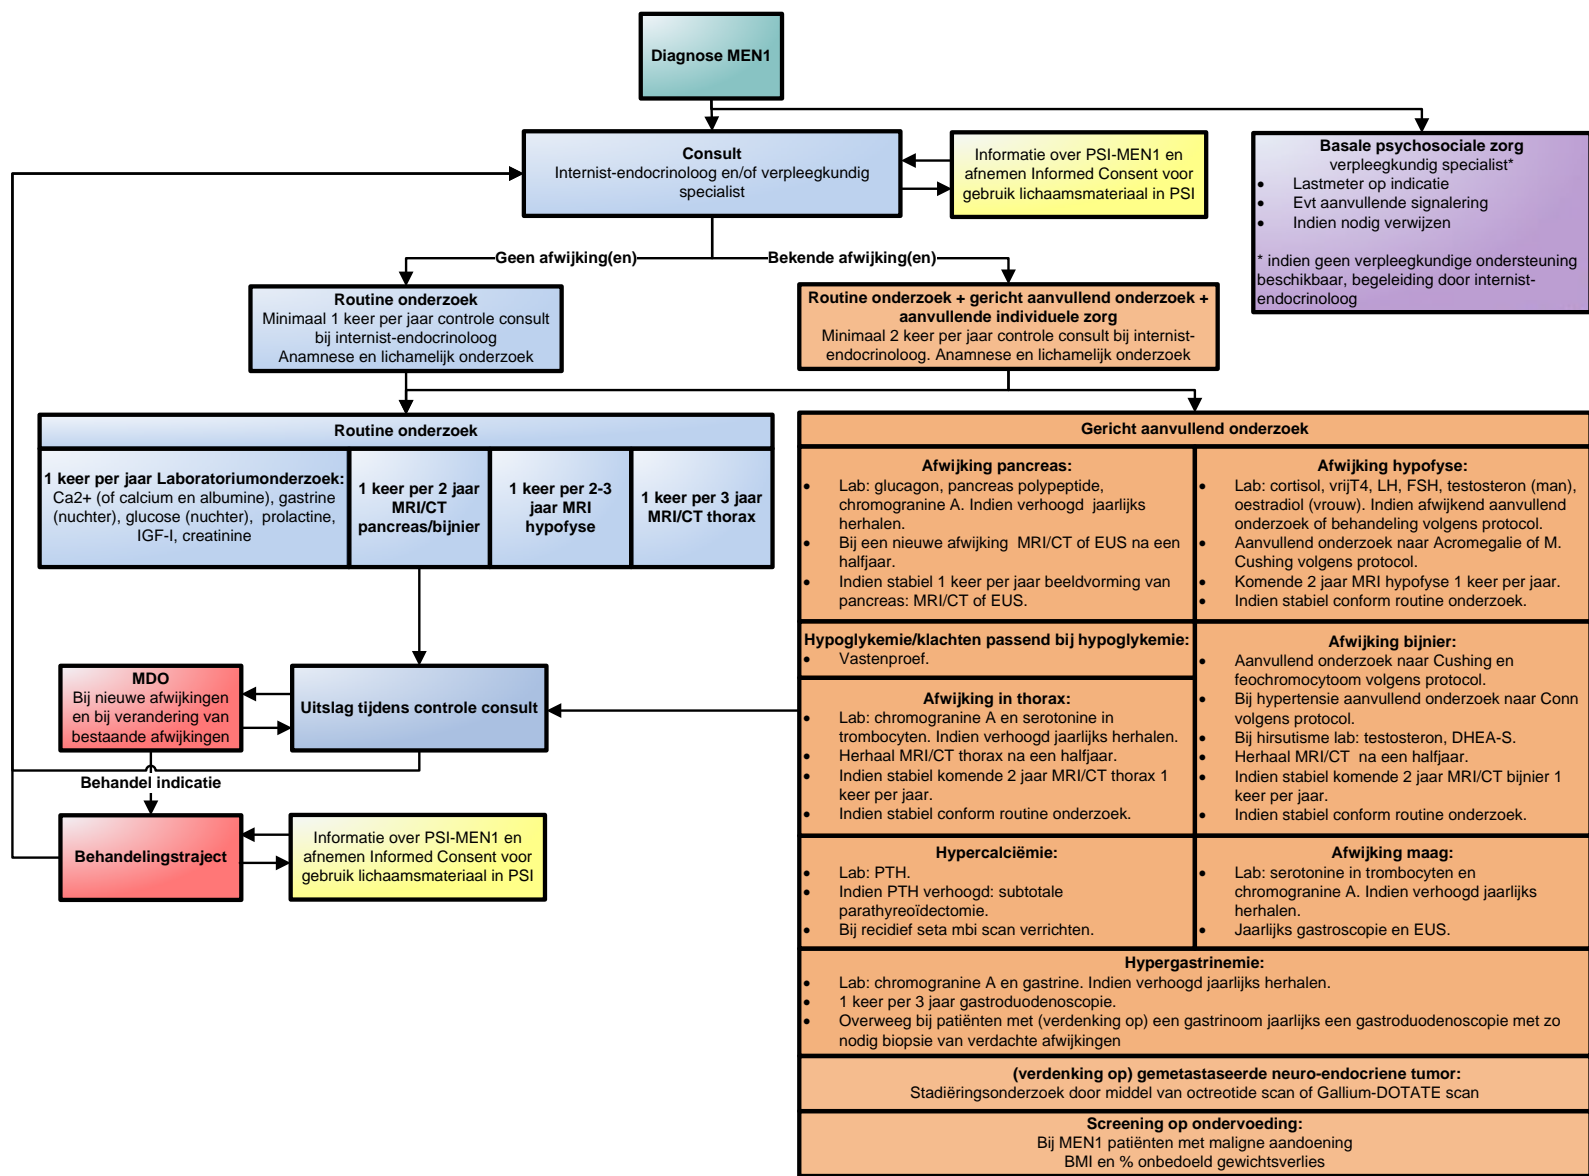 Diagnose MEN1
Consult
Internist-endocrinoloog en/of verpleegkundig
specialist
Informatie over PSI-MEN1 en
afnemen Informed Consent voor
gebruik lichaamsmateriaal in PSI
Basale psychosociale zorg
verpleegkundig specialist*
• Lastmeter op indicatie
• Evt aanvullende signalering
• Indien nodig verwijzen
* indien geen verpleegkundige ondersteuning
beschikbaar, begeleiding door internist-
endocrinoloog
Geen afwijking(en)
Bekende afwijking(en)
Routine onderzoek
Minimaal 1 keer per jaar controle consult
bij internist-endocrinoloog
Anamnese en lichamelijk onderzoek
Routine onderzoek + gericht aanvullend onderzoek +
aanvullende individuele zorg
Minimaal 2 keer per jaar controle consult bij internist-
endocrinoloog. Anamnese en lichamelijk onderzoek
Routine onderzoek
1 keer per jaar Laboratoriumonderzoek:
Ca2+ (of calcium en albumine), gastrine
(nuchter), glucose (nuchter), prolactine,
IGF-I, creatinine
1 keer per 2 jaar
MRI/CT
pancreas/bijnier
1 keer per 2-3
jaar MRI
hypofyse
1 keer per 3 jaar
MRI/CT thorax
Gericht aanvullend onderzoek
Afwijking pancreas:
• Lab: glucagon, pancreas polypeptide,
chromogranine A. Indien verhoogd jaarlijks
herhalen.
• Bij een nieuwe afwijking MRI/CT of EUS na een
halfjaar.
• Indien stabiel 1 keer per jaar beeldvorming van
pancreas: MRI/CT of EUS.
Afwijking hypofyse:
• Lab: cortisol, vrijT4, LH, FSH, testosteron (man),
oestradiol (vrouw). Indien afwijkend aanvullend
onderzoek of behandeling volgens protocol.
• Aanvullend onderzoek naar Acromegalie of M.
Cushing volgens protocol.
• Komende 2 jaar MRI hypofyse 1 keer per jaar.
• Indien stabiel conform routine onderzoek.
Hypoglykemie/klachten passend bij hypoglykemie:
• Vastenproef.
Afwijking bijnier:
• Aanvullend onderzoek naar Cushing en
feochromocytoom volgens protocol.
• Bij hypertensie aanvullend onderzoek naar Conn
volgens protocol.
• Bij hirsutisme lab: testosteron, DHEA-S.
• Herhaal MRI/CT na een halfjaar.
• Indien stabiel komende 2 jaar MRI/CT bijnier 1
keer per jaar.
• Indien stabiel conform routine onderzoek.
Afwijking in thorax:
• Lab: chromogranine A en serotonine in
trombocyten. Indien verhoogd jaarlijks herhalen.
• Herhaal MRI/CT thorax na een halfjaar.
• Indien stabiel komende 2 jaar MRI/CT thorax 1
keer per jaar.
• Indien stabiel conform routine onderzoek.
MDO
Bij nieuwe afwijkingen
en bij verandering van
bestaande afwijkingen
Uitslag tijdens controle consult
Behandel indicatie
Behandelingstraject
Informatie over PSI-MEN1 en
afnemen Informed Consent voor
gebruik lichaamsmateriaal in PSI
Hypercalciëmie:
• Lab: PTH.
• Indien PTH verhoogd: subtotale
parathyreoïdectomie.
• Bij recidief seta mbi scan verrichten.
Afwijking maag:
• Lab: serotonine in trombocyten en
chromogranine A. Indien verhoogd jaarlijks
herhalen.
• Jaarlijks gastroscopie en EUS.
Hypergastrinemie:
• Lab: chromogranine A en gastrine. Indien verhoogd jaarlijks herhalen.
• 1 keer per 3 jaar gastroduodenoscopie.
• Overweeg bij patiënten met (verdenking op) een gastrinoom jaarlijks een gastroduodenoscopie met zo
nodig biopsie van verdachte afwijkingen
(verdenking op) gemetastaseerde neuro-endocriene tumor:
Stadiëringsonderzoek door middel van octreotide scan of Gallium-DOTATE scan
Screening op ondervoeding:
Bij MEN1 patiënten met maligne aandoening
BMI en % onbedoeld gewichtsverlies